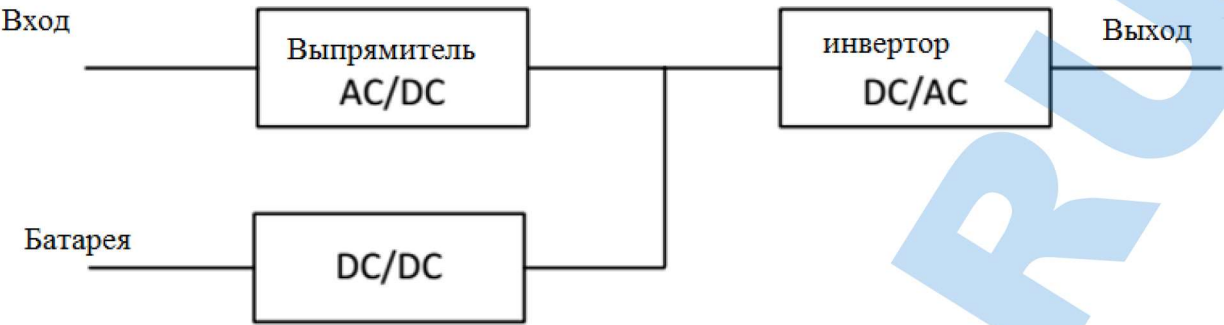 Вход
Выпрямитель
AC/DC
инвертор
DC/AC
Выход
Батарея
DC/DC
RU